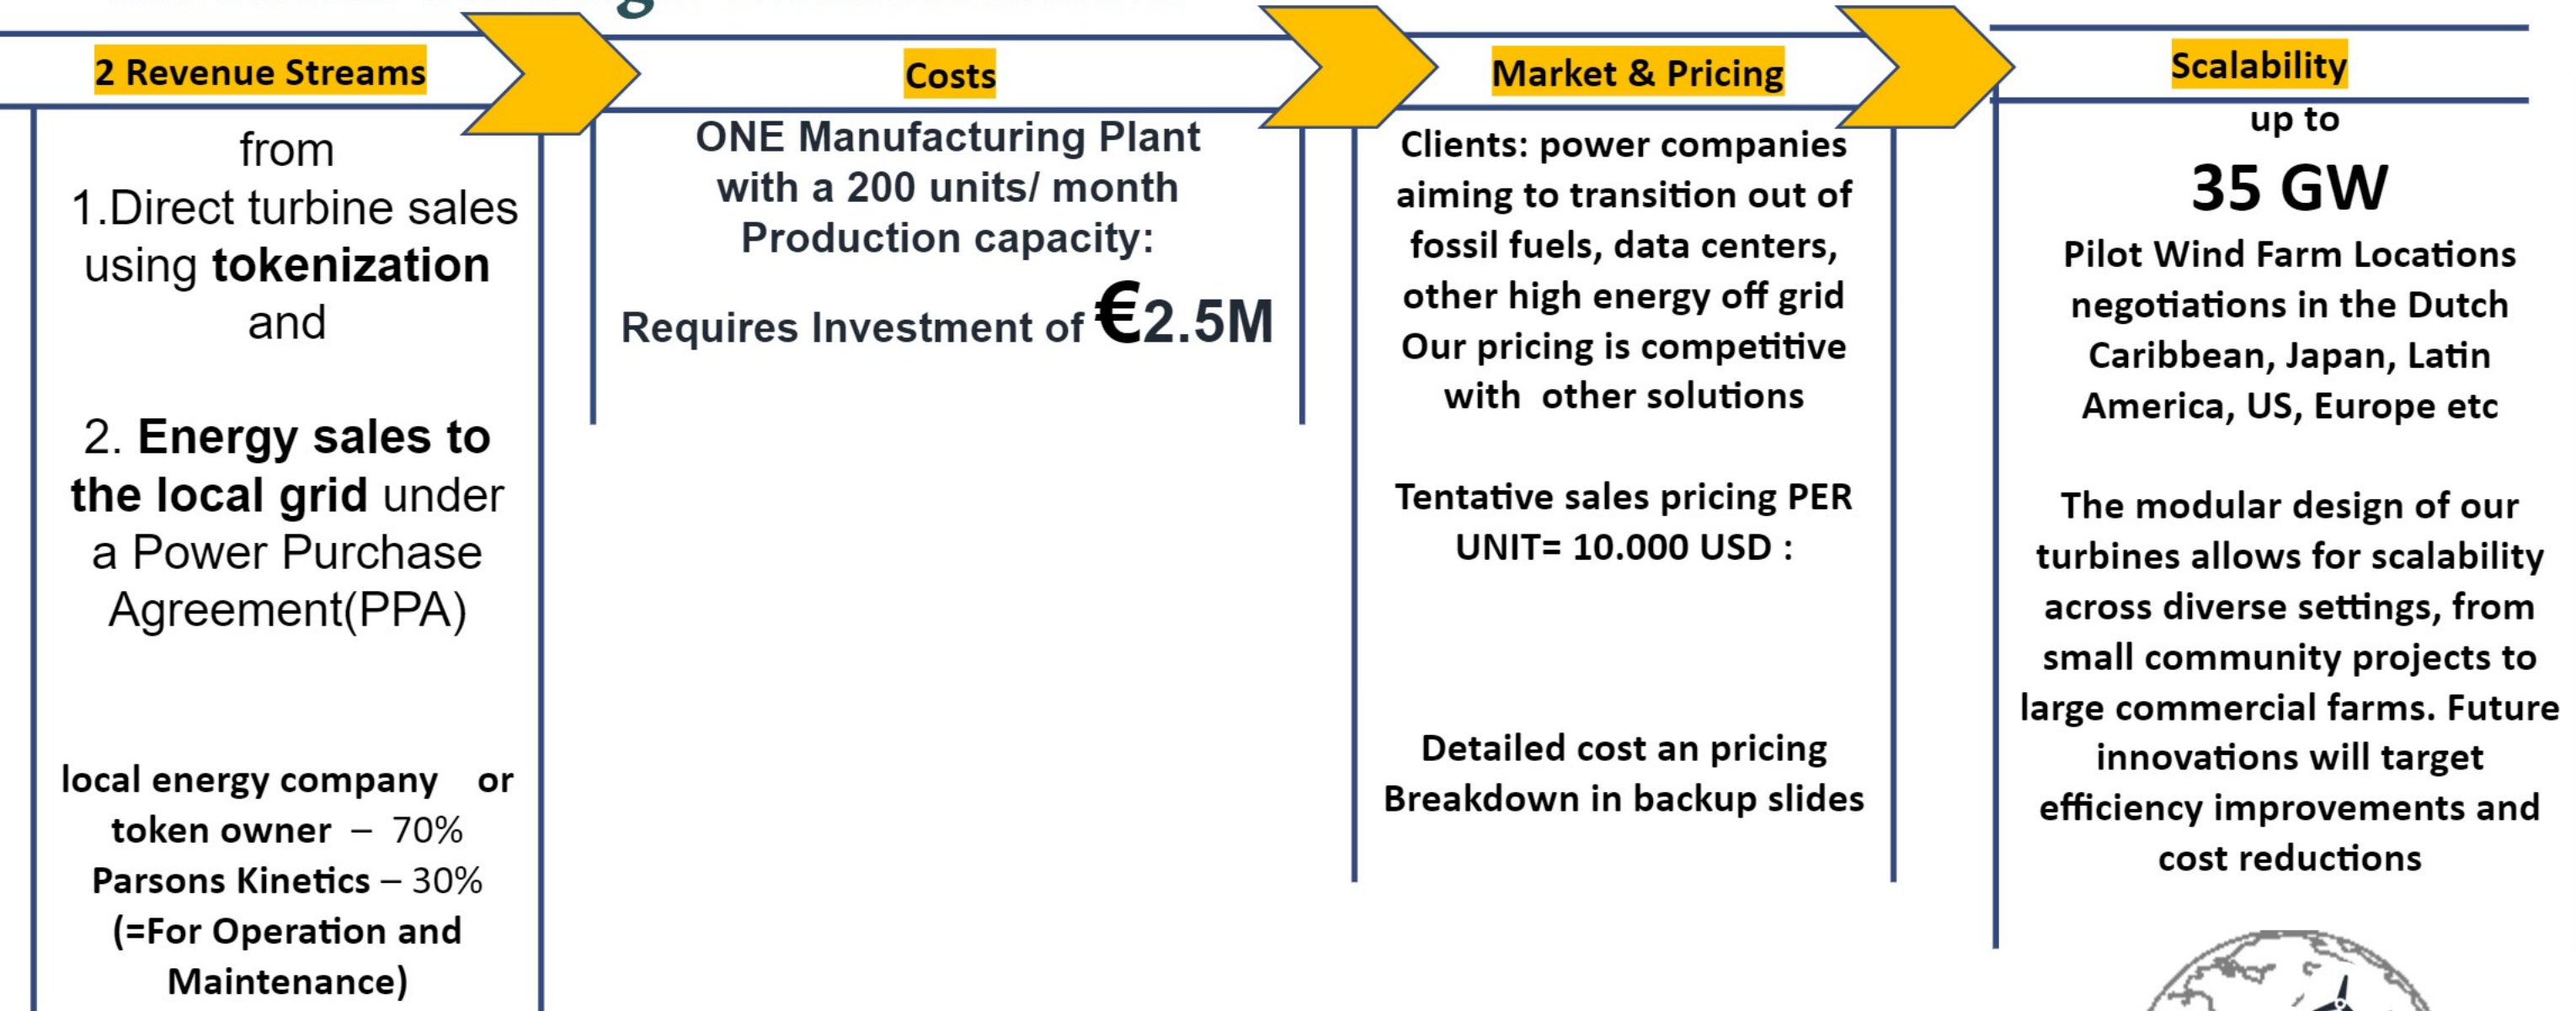 2 Revenue Streams
from
1.Direct turbine sales
using tokenization
and
2. Energy sales to
the local grid under
a Power Purchase
Agreement(PPA)
local energy company or
token owner – 70%
Parsons Kinetics – 30%
(=For Operation and
Maintenance)
Costs
ONE Manufacturing Plant
with a 200 units/ month
Production capacity:
Requires Investment of €2.5M
Market & Pricing
Clients: power companies
aiming to transition out of
fossil fuels, data centers,
other high energy off grid
Our pricing is competitive
with other solutions
Tentative sales pricing PER
UNIT= 10.000 USD :
Detailed cost an pricing
Breakdown in backup slides
Scalability
up to
35 GW
Pilot Wind Farm Locations
negotiations in the Dutch
Caribbean, Japan, Latin
America, US, Europe etc
The modular design of our
turbines allows for scalability
across diverse settings, from
small community projects to
large commercial farms. Future
innovations will target
efficiency improvements and
cost reductions